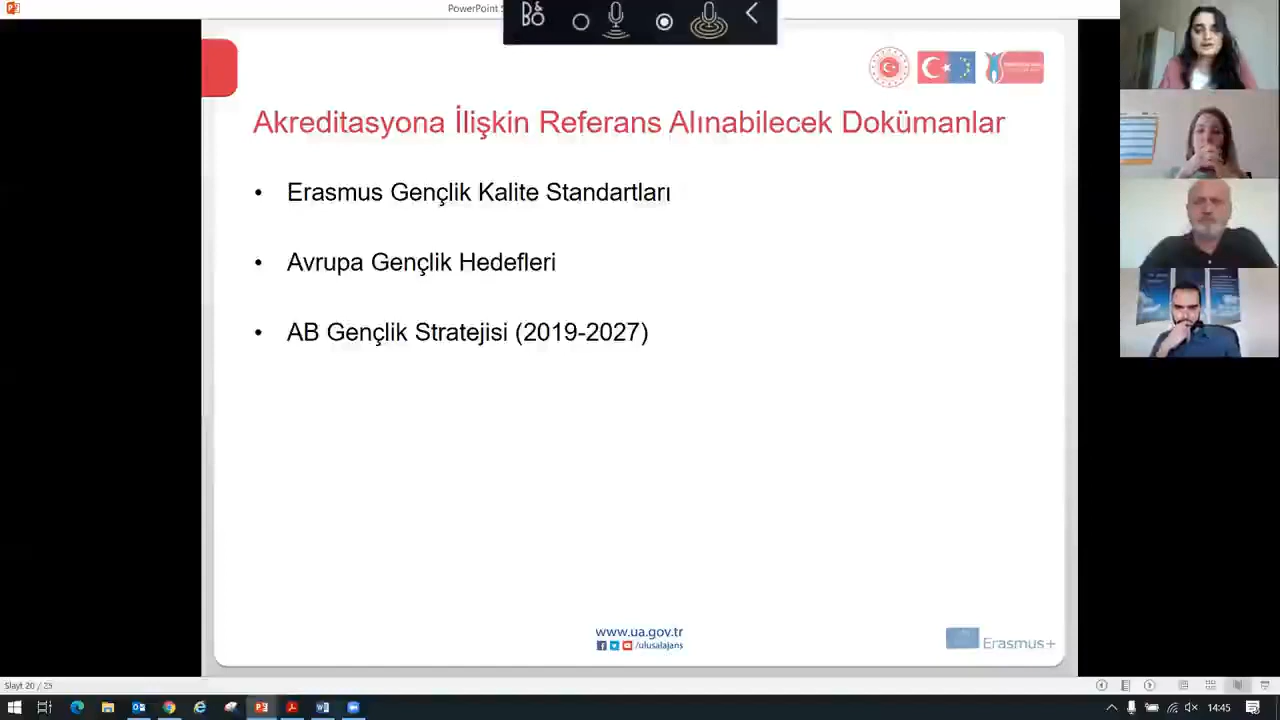 PowerPoint S
B&O
Akreditasyona İlişkin Referans Alınabilecek Dokümanlar
• Erasmus Gençlik Kalite Standartları
• Avrupa Gençlik Hedefleri
• AB Gençlik Stratejisi (2019-2027)
www.ua.gov.tr
/ulusalajans
Erasmus+
Slayt 20 / 25
14:45